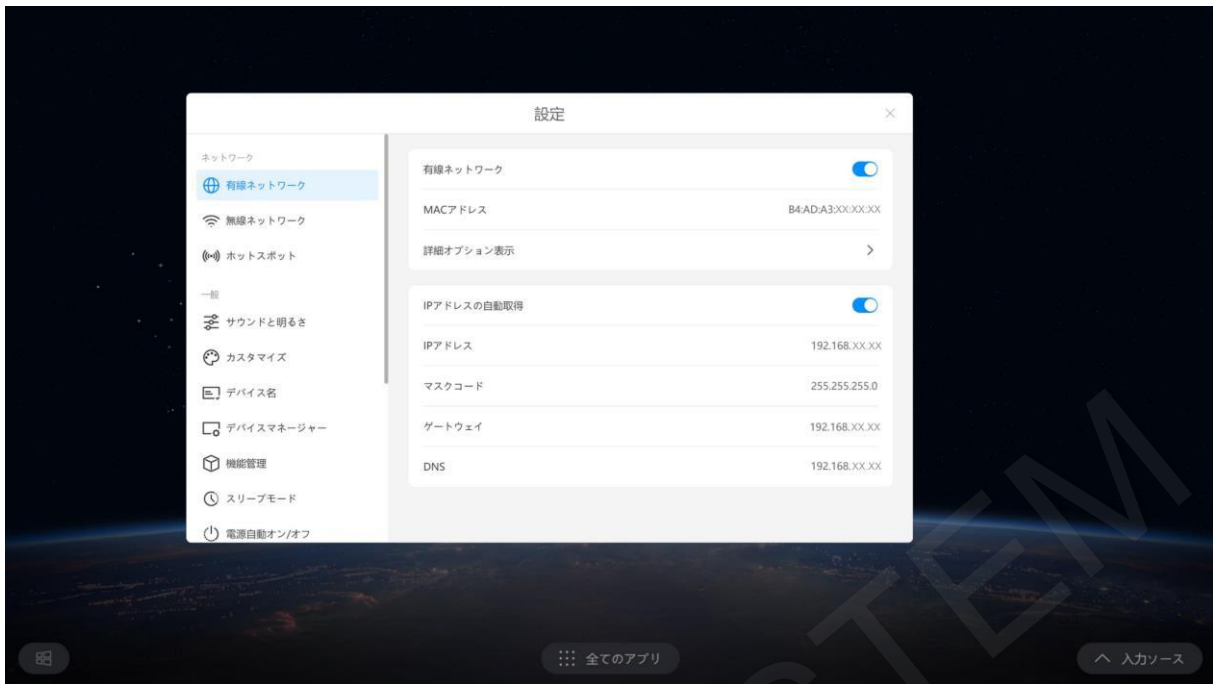 設定
ネットワーク
有線ネットワーク
無線ネットワーク
ホットスポット
一般
サウンドと明るさ
カスタマイズ
デバイス名
デバイスマネージャー
機能管理
スリープモード
電源自動オン/オフ
有線ネットワーク
MACアドレス B4:AD:A3:XX:XX:XX
詳細オプション表示
IPアドレスの自動取得
IPアドレス 192.168.XX.XX
マスクコード 255.255.255.0
ゲートウェイ 192.168.XX.XX
DNS 192.168.XX.XX
全てのアプリ
入力ソース
STEM